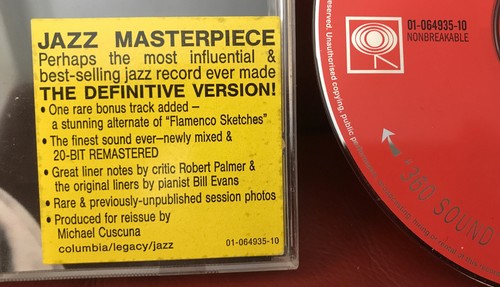 JAZZ MASTERPIECE
Perhaps the most influential &
best-selling jazz record ever made
THE DEFINITIVE VERSION!
• One rare bonus track added –
a stunning alternate of "Flamenco Sketches"
• The finest sound ever–newly mixed &
20-BIT REMASTERED
• Great liner notes by critic Robert Palmer &
the original liners by pianist Bill Evans
• Rare & previously-unpublished session photos
• Produced for reissue by
Michael Cuscuna
columbia/legacy/jazz 01-064935-10
01-064935-10
NONBREAKABLE
reserved. Unauthorised copying, public performance,
"360 SOUND